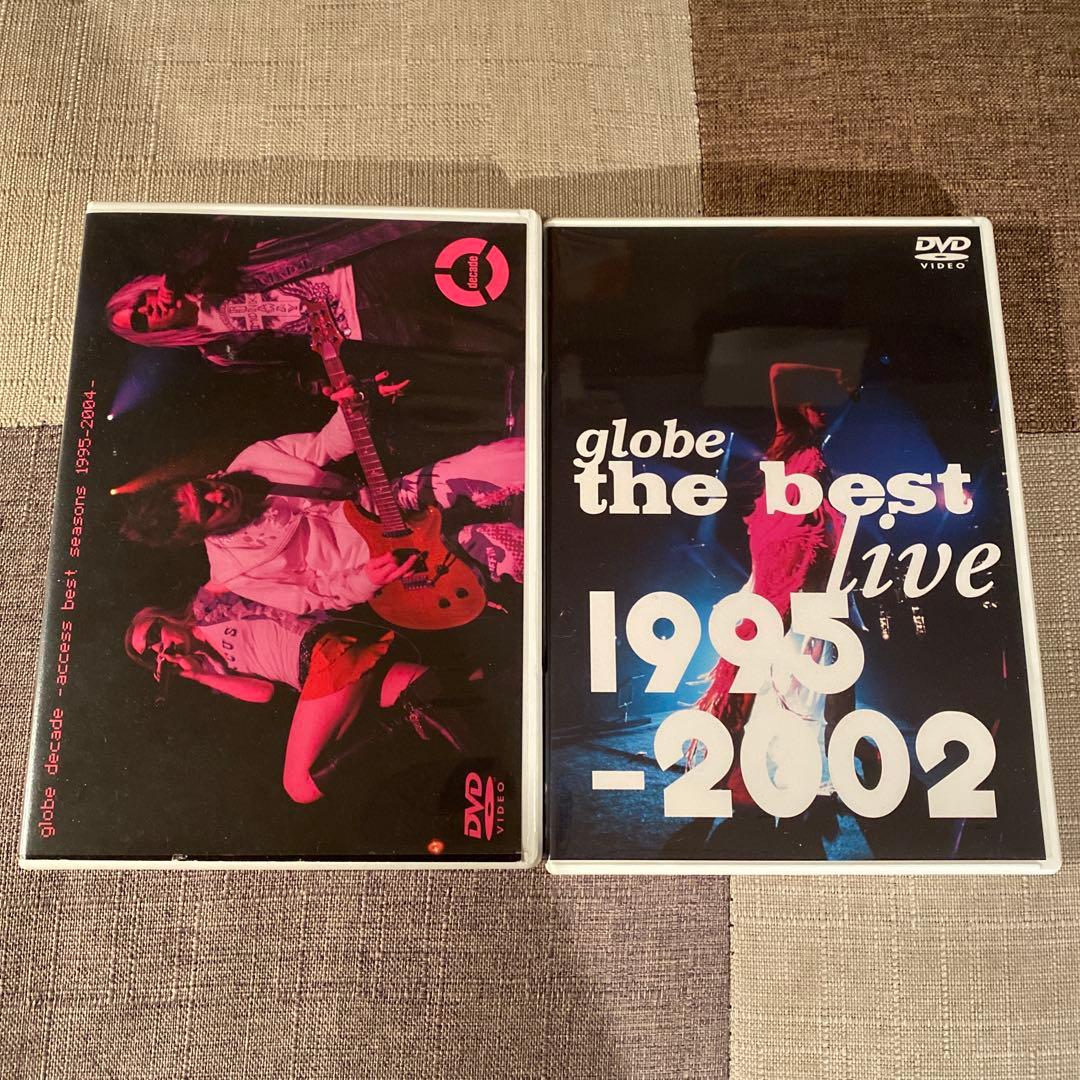 globe decade -access best seasons 1995-2004-
decade
DVD
VIDEO
DVD
VIDEO
globe
the best
live
1995
-2002